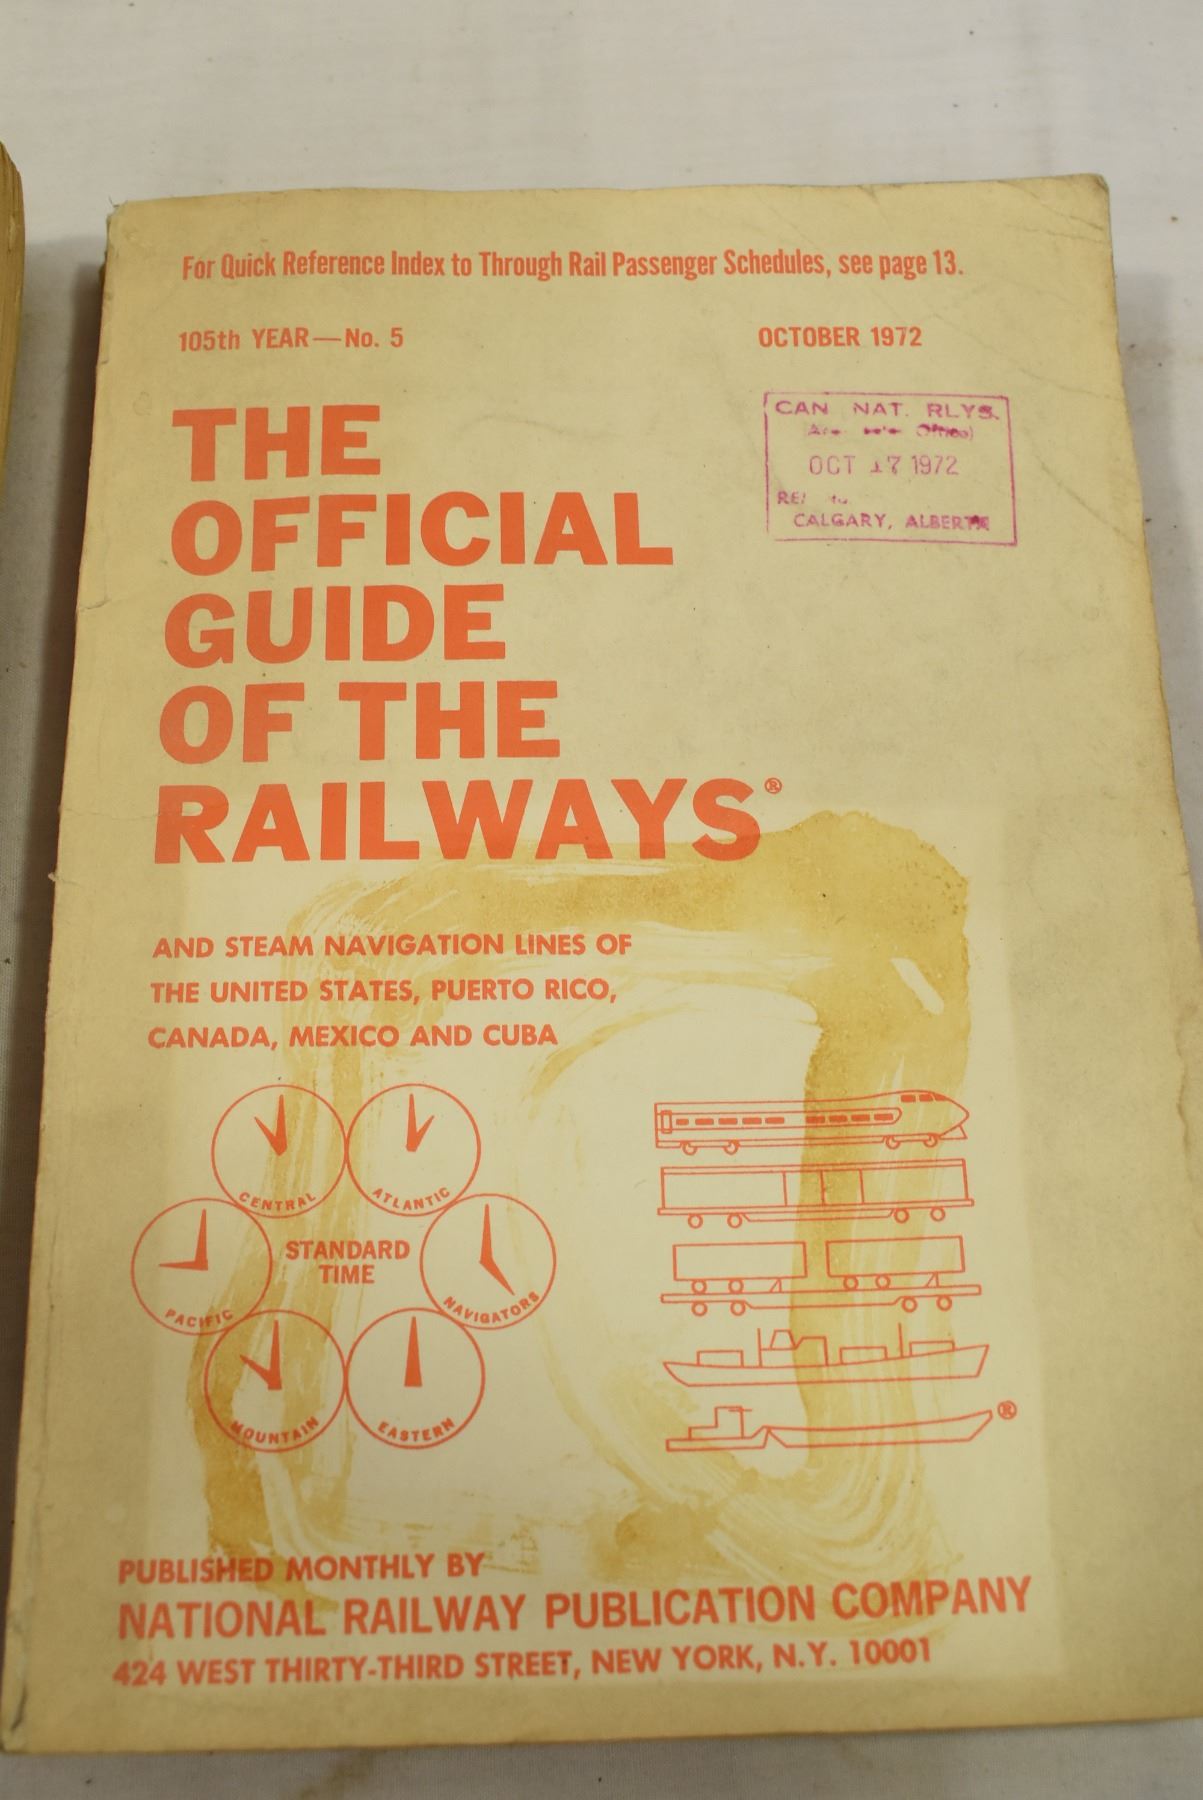 For Quick Reference Index to Through Rail Passenger Schedules, see page 13.
105th YEAR—No. 5
OCTOBER 1972
CAN NAT. RLYS.
Office)
OCT 17 1972
CALGARY, ALBERTA
THE
OFFICIAL
GUIDE
OF THE
RAILWAYS®
AND STEAM NAVIGATION LINES OF
THE UNITED STATES, PUERTO RICO,
CANADA, MEXICO AND CUBA
CENTRAL
ATLANTIC
STANDARD
TIME
PACIFIC
NAVIGATORS
MOUNTAIN
EASTERN
®
PUBLISHED MONTHLY BY
NATIONAL RAILWAY PUBLICATION COMPANY
424 WEST THIRTY-THIRD STREET, NEW YORK, N.Y. 10001